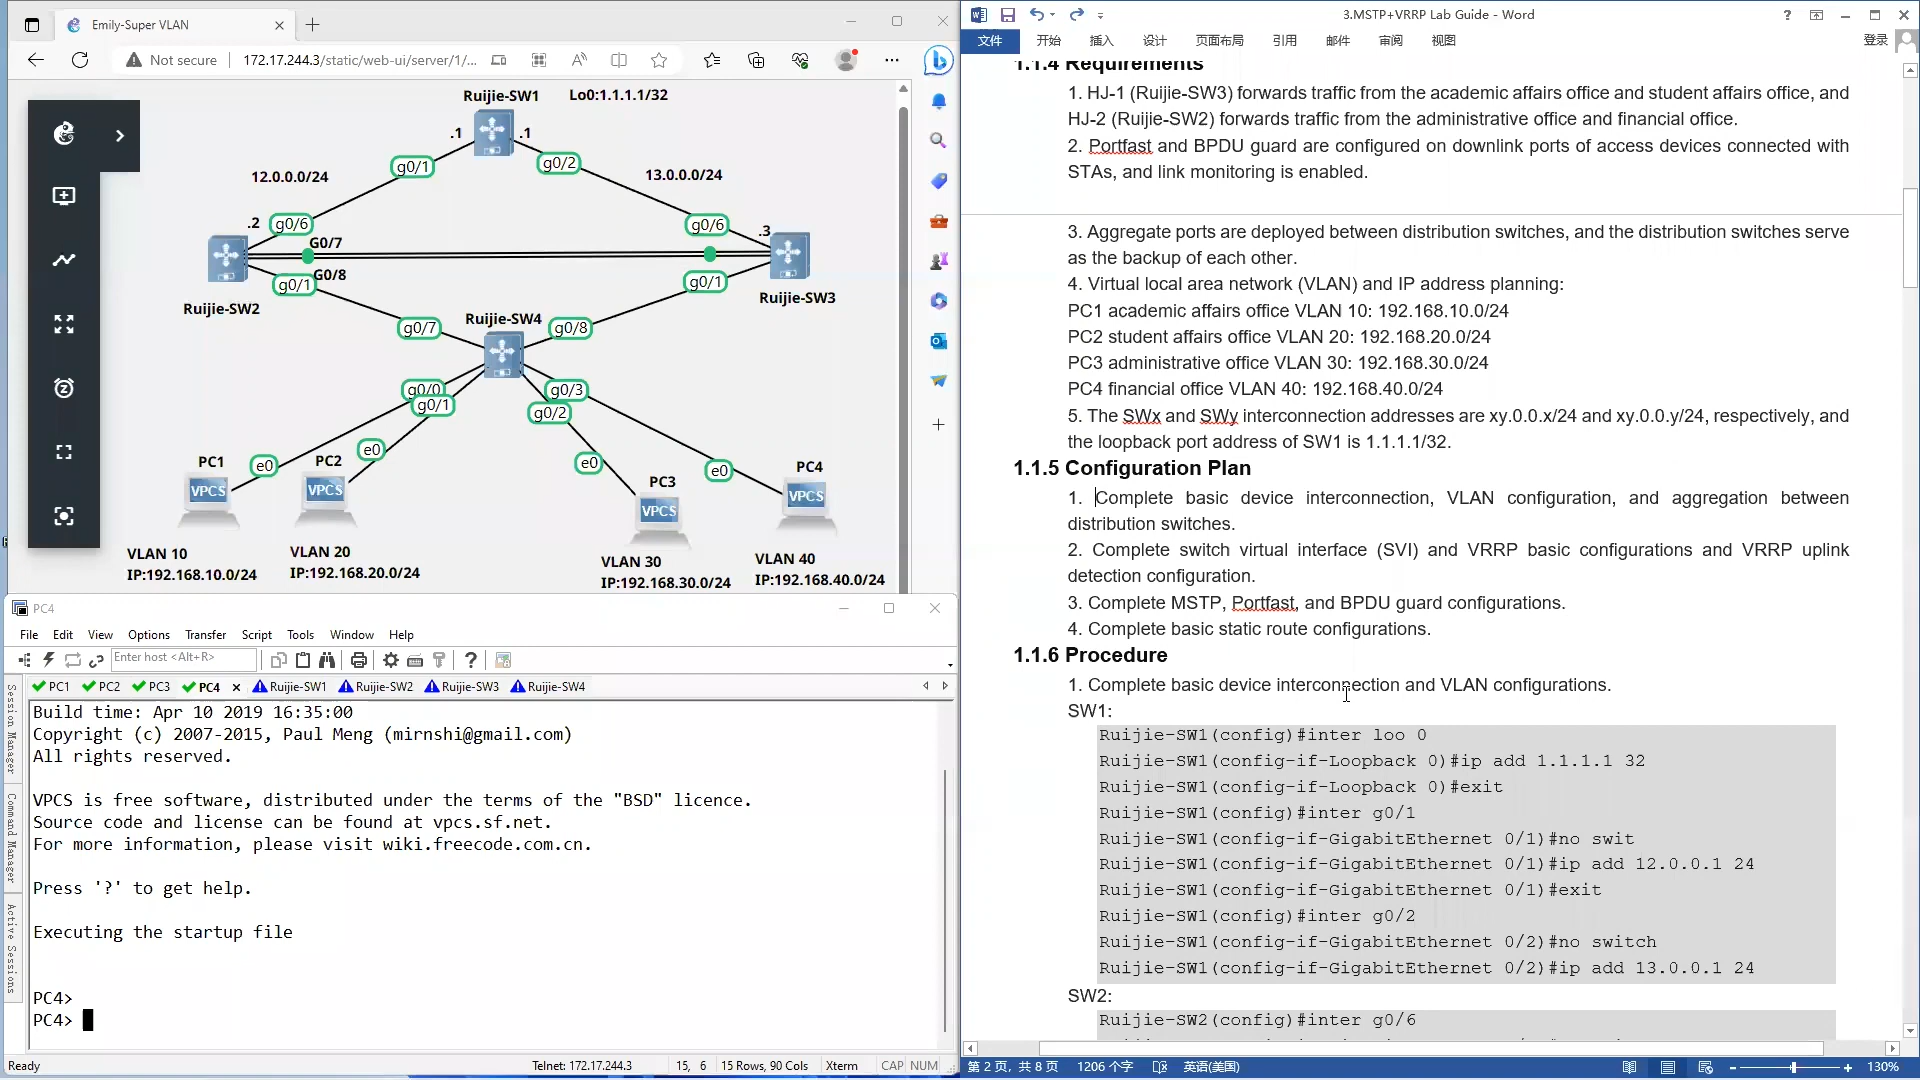 Emily-Super VLAN
Not secure
172.17.244.3/static/web-ui/server/1/...
Ruijie-SW1
Lo0:1.1.1.1/32
.1
.1
g0/1
g0/2
12.0.0.0/24
13.0.0.0/24
.2
g0/6
g0/6
.3
G0/7
G0/8
g0/1
g0/1
Ruijie-SW2
Ruijie-SW3
Ruijie-SW4
g0/7
g0/8
g0/0
g0/3
g0/1
g0/2
PC1
e0
PC2
e0
e0
PC3
e0
PC4
VPCS
VPCS
VPCS
VPCS
VLAN 10
IP:192.168.10.0/24
VLAN 20
IP:192.168.20.0/24
VLAN 30
IP:192.168.30.0/24
VLAN 40
IP:192.168.40.0/24
PC4
File Edit View Options Transfer Script Tools Window Help
Enter host <Alt+R>
PC1 PC2 PC3 PC4 Ruijie-SW1 Ruijie-SW2 Ruijie-SW3 Ruijie-SW4
Session Manager
Command Manager
Active Sessions
Build time: Apr 10 2019 16:35:00
Copyright (c) 2007-2015, Paul Meng (mirnshi@gmail.com)
All rights reserved.
VPCS is free software, distributed under the terms of the "BSD" licence.
Source code and license can be found at vpcs.sf.net.
For more information, please visit wiki.freecode.com.cn.
Press '?' to get help.
Executing the startup file
PC4>
PC4>
Ready
Telnet: 172.17.244.3 15, 6 15 Rows, 90 Cols Xterm CAP NUM
3.MSTP+VRRP Lab Guide - Word
文件 开始 插入 设计 页面布局 引用 邮件 审阅 视图 登录
1.1.4 Requirements
1. HJ-1 (Ruijie-SW3) forwards traffic from the academic affairs office and student affairs office, and
HJ-2 (Ruijie-SW2) forwards traffic from the administrative office and financial office.
2. Portfast and BPDU guard are configured on downlink ports of access devices connected with
STAs, and link monitoring is enabled.
3. Aggregate ports are deployed between distribution switches, and the distribution switches serve
as the backup of each other.
4. Virtual local area network (VLAN) and IP address planning:
PC1 academic affairs office VLAN 10: 192.168.10.0/24
PC2 student affairs office VLAN 20: 192.168.20.0/24
PC3 administrative office VLAN 30: 192.168.30.0/24
PC4 financial office VLAN 40: 192.168.40.0/24
5. The SWx and SWy interconnection addresses are xy.0.0.x/24 and xy.0.0.y/24, respectively, and
the loopback port address of SW1 is 1.1.1.1/32.
1.1.5 Configuration Plan
1. Complete basic device interconnection, VLAN configuration, and aggregation between
distribution switches.
2. Complete switch virtual interface (SVI) and VRRP basic configurations and VRRP uplink
detection configuration.
3. Complete MSTP, Portfast, and BPDU guard configurations.
4. Complete basic static route configurations.
1.1.6 Procedure
1. Complete basic device interconnection and VLAN configurations.
SW1:
Ruijie-SW1(config)#inter loo 0
Ruijie-SW1(config-if-Loopback 0)#ip add 1.1.1.1 32
Ruijie-SW1(config-if-Loopback 0)#exit
Ruijie-SW1(config)#inter g0/1
Ruijie-SW1(config-if-GigabitEthernet 0/1)#no swit
Ruijie-SW1(config-if-GigabitEthernet 0/1)#ip add 12.0.0.1 24
Ruijie-SW1(config-if-GigabitEthernet 0/1)#exit
Ruijie-SW1(config)#inter g0/2
Ruijie-SW1(config-if-GigabitEthernet 0/2)#no switch
Ruijie-SW1(config-if-GigabitEthernet 0/2)#ip add 13.0.0.1 24
SW2:
Ruijie-SW2(config)#inter g0/6
第 2 页，共 8 页 1206 个字 英语(美国) 130%